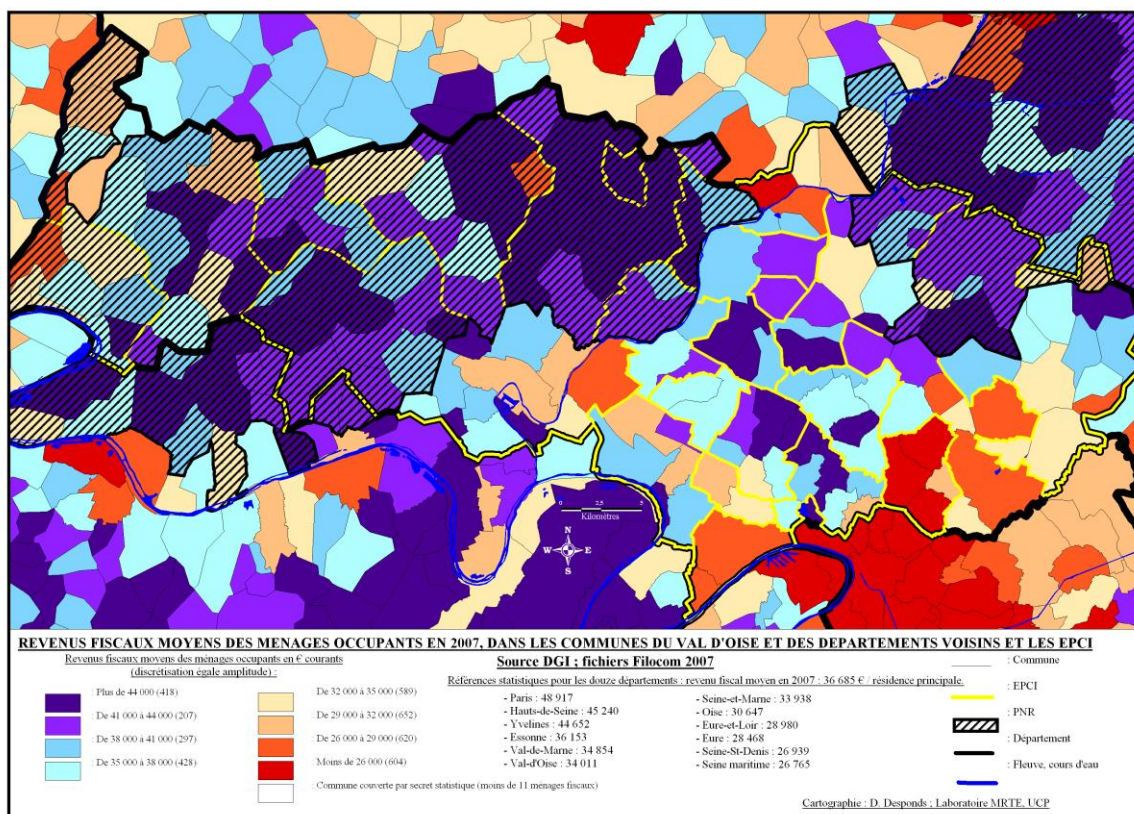 0 2,5 5
Kilomètres
N
W E
S
REVENUS FISCAUX MOYENS DES MENAGES OCCUPANTS EN 2007, DANS LES COMMUNES DU VAL D'OISE ET DES DEPARTEMENTS VOISINS ET LES EPCI
Revenus fiscaux moyens des ménages occupants en € courants
(discrétisation égale amplitude) :
: Plus de 44 000 (418)
: De 41 000 à 44 000 (207)
: De 38 000 à 41 000 (297)
: De 35 000 à 38 000 (428)
De 32 000 à 35 000 (589)
De 29 000 à 32 000 (652)
De 26 000 à 29 000 (620)
Moins de 26 000 (604)
: Commune couverte par secret statistique (moins de 11 ménages fiscaux)
Source DGI ; fichiers Filocom 2007
Références statistiques pour les douze départements : revenu fiscal moyen en 2007 : 36 685 € / résidence principale.
- Paris : 48 917
- Hauts-de-Seine : 45 240
- Yvelines : 44 652
- Essonne : 36 153
- Val-de-Marne : 34 854
- Val-d'Oise : 34 011
- Seine-et-Marne : 33 938
- Oise : 30 647
- Eure-et-Loir : 28 980
- Eure : 28 468
- Seine-St-Denis : 26 939
- Seine maritime : 26 765
: Commune
: EPCI
: PNR
: Département
: Fleuve, cours d'eau
Cartographie : D. Desponds ; Laboratoire MRTE, UCP